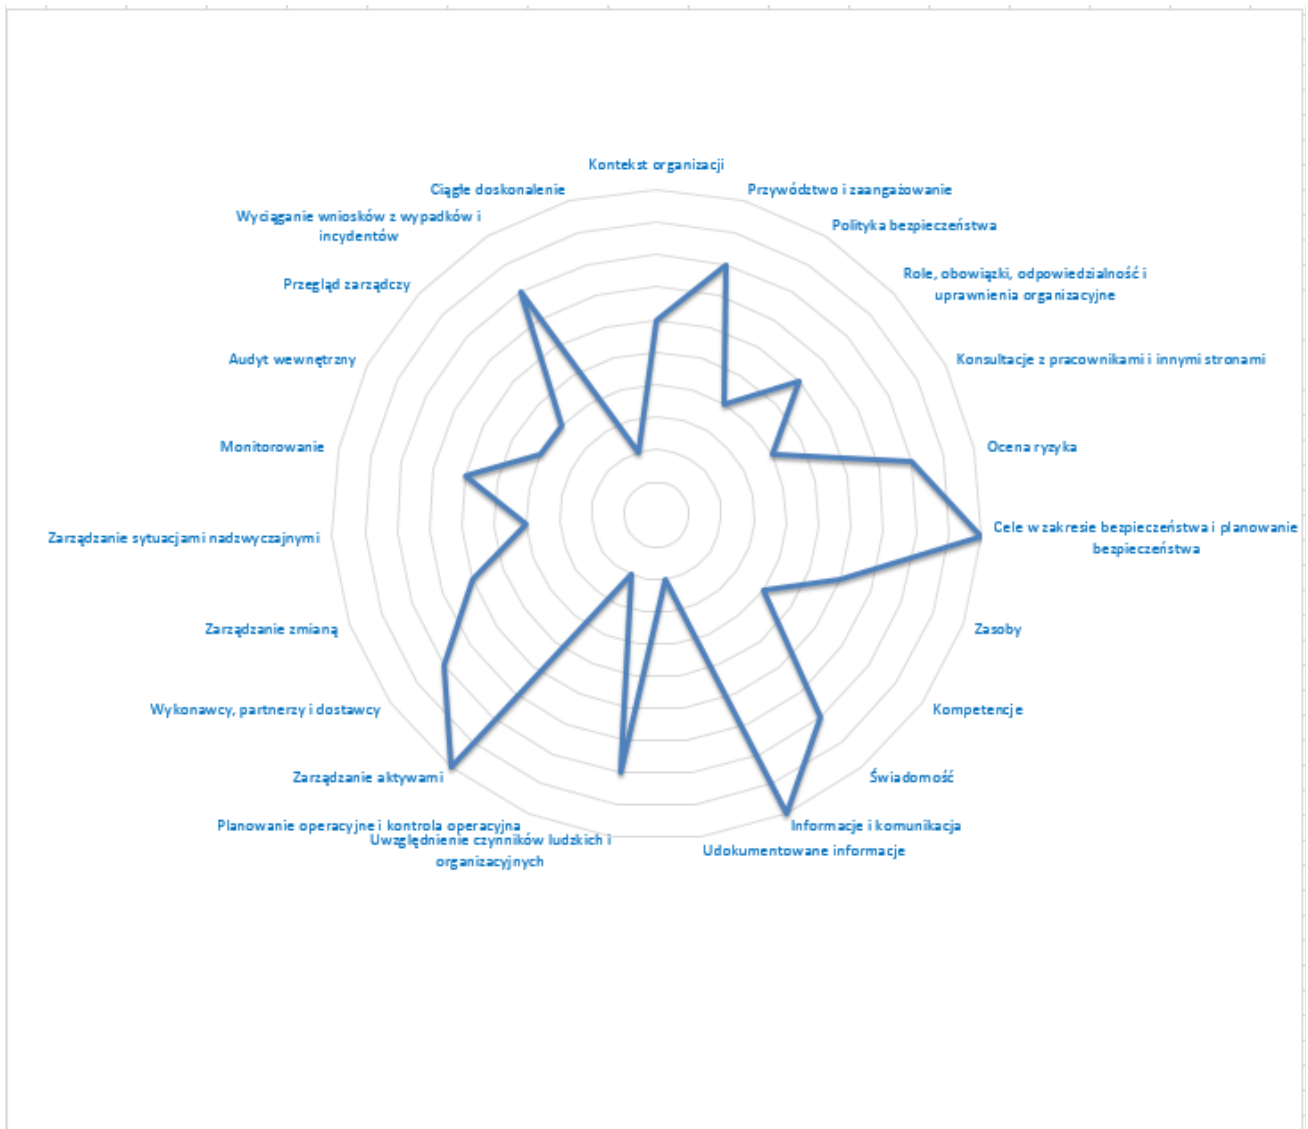 Kontekst organizacji
Przywództwo i zaangażowanie
Polityka bezpieczeństwa
Role, obowiązki, odpowiedzialność i
uprawnienia organizacyjne
Konsultacje z pracownikami i innymi stronami
Ocena ryzyka
Cele w zakresie bezpieczeństwa i planowanie
bezpieczeństwa
Zasoby
Kompetencje
Świadomość
Informacje i komunikacja
Udokumentowane informacje
Uwzględnienie czynników ludzkich i
organizacyjnych
Planowanie operacyjne i kontrola operacyjna
Zarządzanie aktywami
Wykonawcy, partnerzy i dostawcy
Zarządzanie zmianą
Zarządzanie sytuacjami nadzwyczajnymi
Monitorowanie
Audyt wewnętrzny
Przegląd zarządczy
Wyciąganie wniosków z wypadków i
incydentów
Ciągłe doskonalenie